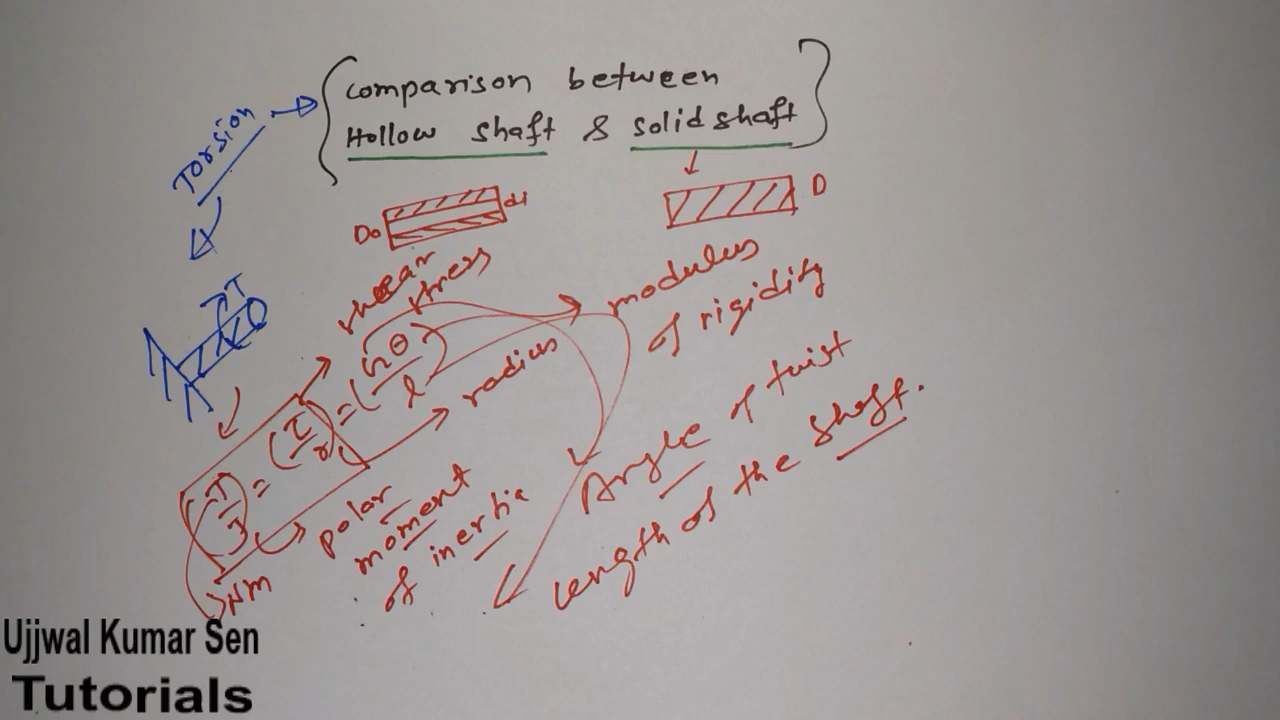 Comparison between
Hollow shaft & solid shaft
Torsion
Do
di
D
T
shear
stress
modulus
of rigidity
(T/J) = (τ/r) = (Gθ/l)
radius
Angle of twist
polar
moment
of inertia
length of the shaft.
NM
Ujjwal Kumar Sen
Tutorials